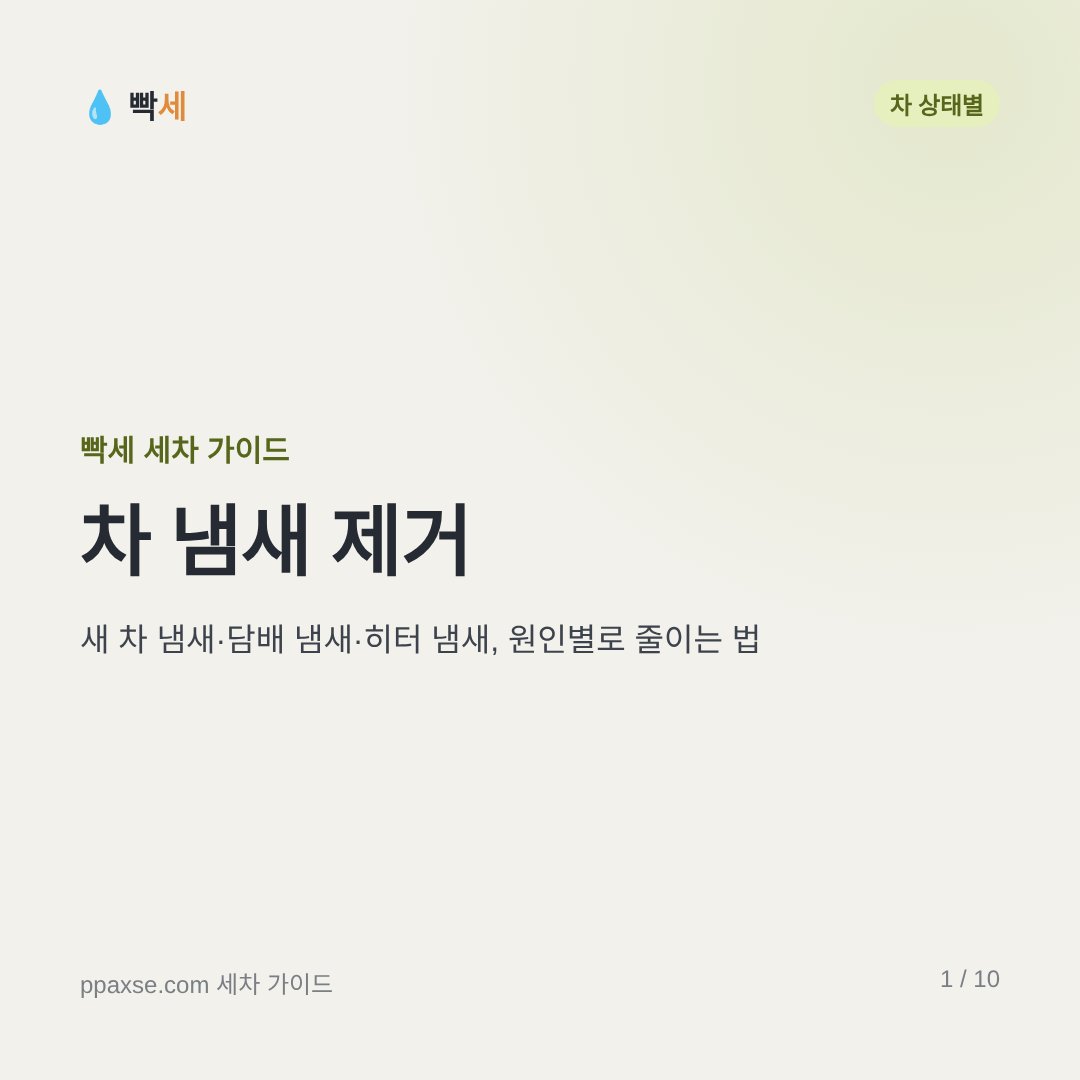 빡세
차 상태별
빡세 세차 가이드
차 냄새 제거
새 차 냄새·담배 냄새·히터 냄새, 원인별로 줄이는 법
ppaxse.com 세차 가이드
1 / 10